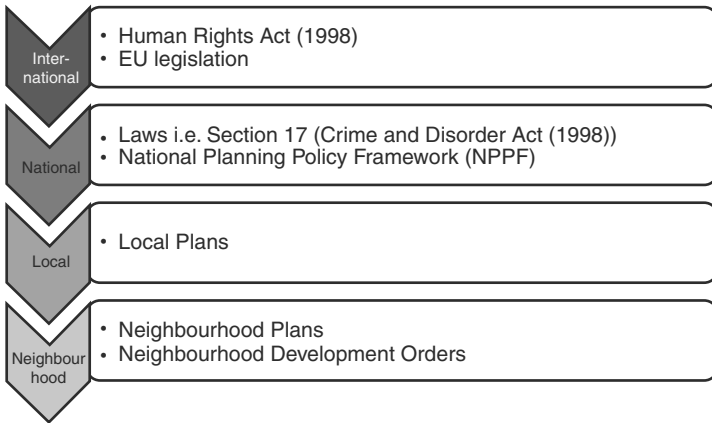 Inter-
national
• Human Rights Act (1998)
• EU legislation
National
• Laws i.e. Section 17 (Crime and Disorder Act (1998))
• National Planning Policy Framework (NPPF)
Local
• Local Plans
Neighbour
hood
• Neighbourhood Plans
• Neighbourhood Development Orders